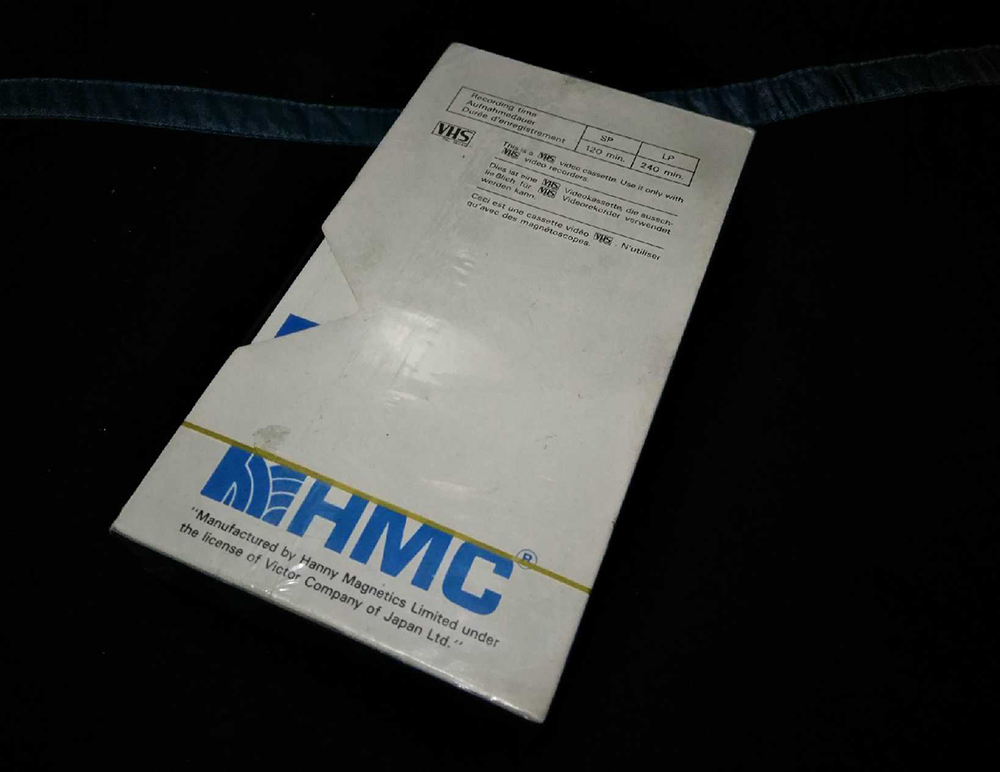 Recording time
Aufnahmedauer
Durée d'enregistrement
SP
LP
120 min.
240 min.
VHS
This is a VHS video cassette. Use it only with
VHS video recorders.
Dies ist eine VHS Videokassette, die aussch-
ließlich für VHS Videorekorder verwendet
werden kann.
Ceci est une cassette vidéo VHS. N'utiliser
qu'avec des magnétoscopes.
HMC®
"Manufactured by Hanny Magnetics Limited under
the license of Victor Company of Japan Ltd."